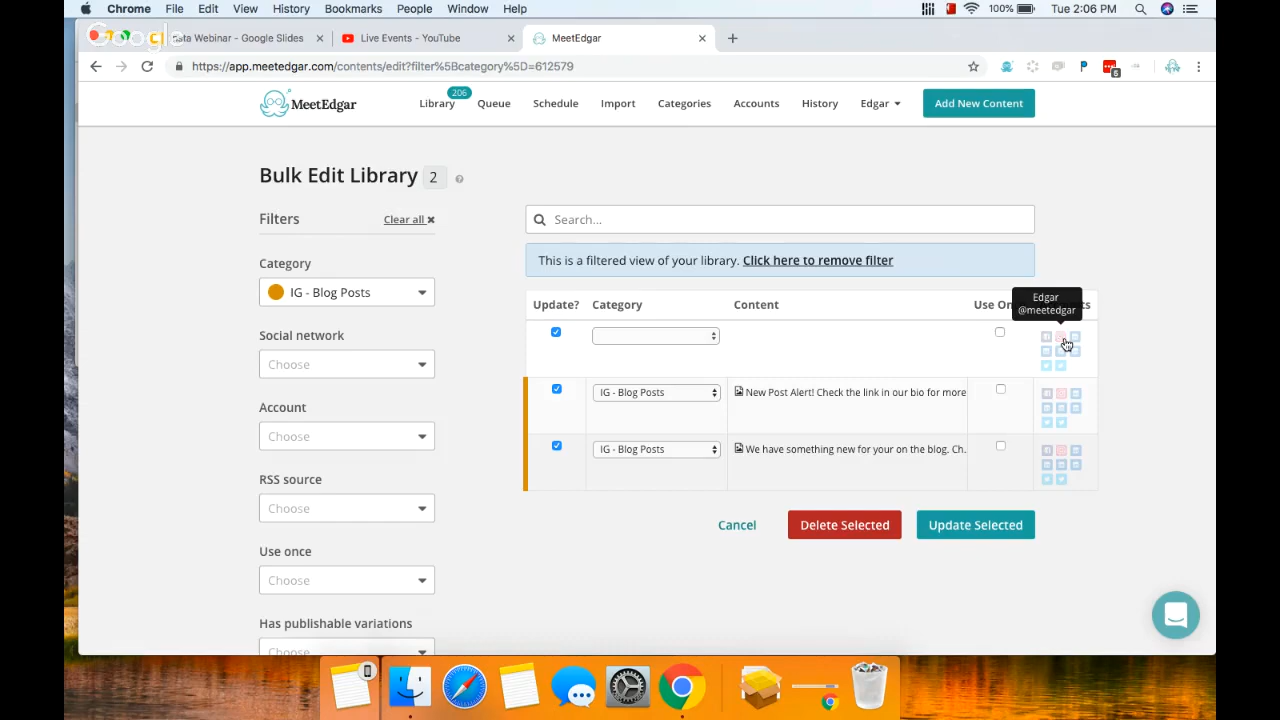 Chrome File Edit View History Bookmarks People Window Help 100% Tue 2:06 PM
Google
sta Webinar - Google Slides Live Events - YouTube MeetEdgar
https://app.meetedgar.com/contents/edit?filter%5Bcategory%5D=612579
6
206
MeetEdgar Library Queue Schedule Import Categories Accounts History Edgar Add New Content
Bulk Edit Library 2 ?
Filters Clear all x
Search...
This is a filtered view of your library. Click here to remove filter
Category
IG - Blog Posts
Social network
Choose
Account
Choose
RSS source
Choose
Use once
Choose
Has publishable variations
Choose
Edgar
@meetedgar
Update? Category Content Use On
IG - Blog Posts New Post Alert! Check the link in our bio for more
IG - Blog Posts We have something new for your on the blog. Ch.
Cancel Delete Selected Update Selected